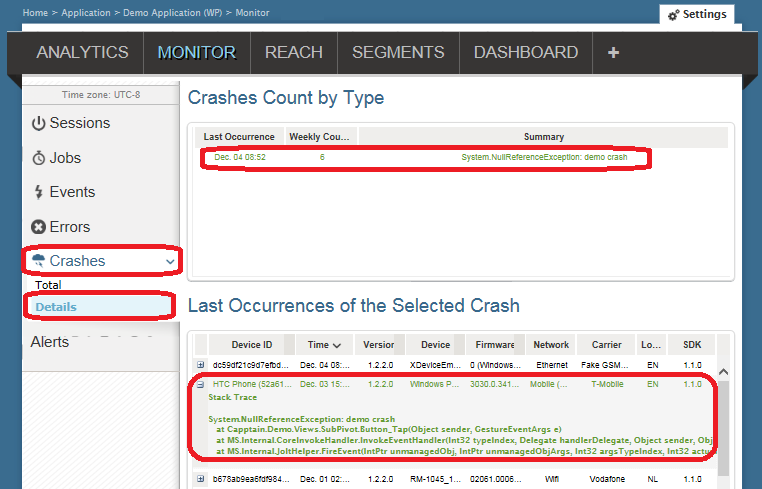 Home > Application > Demo Application (WP) > Monitor
Settings
ANALYTICS MONITOR REACH SEGMENTS DASHBOARD +
Time zone: UTC-8
Sessions
Jobs
Events
Errors
Crashes
Total
Details
Alerts
Crashes Count by Type
Last Occurrence Weekly Cou... Summary
Dec. 04 08:52 6 System.NullReferenceException: demo crash
Last Occurrences of the Selected Crash
Device ID Time Version Device Firmware Network Carrier Lo... SDK
dc59df21c9d7efbd... Dec. 04 08:... 1.2.2.0 XDeviceEm... 0 (Windows... Ethernet Fake GSM... EN 1.1.0
HTC Phone (52a61... Dec. 03 15:... 1.2.2.0 Windows P... 3030.0.341... Mobile (... T-Mobile EN 1.1.0
Stack Trace
System.NullReferenceException: demo crash
at Capptain.Demo.Views.SubPivot.Button_Tap(Object sender, GestureEventArgs e)
at MS.Internal.CoreInvokeHandler.InvokeEventHandler(Int32 typeIndex, Delegate handlerDelegate, Object sender, Obj
at MS.Internal.JoltHelper.FireEvent(IntPtr unmanagedObj, IntPtr unmanagedObjArgs, Int32 argsTypeIndex, Int32 actu
b678ab9ea6fdf984... Dec. 01 02:... 1.2.2.0 RM-1045_1... 02061.0006... Wifi Vodafone NL 1.1.0